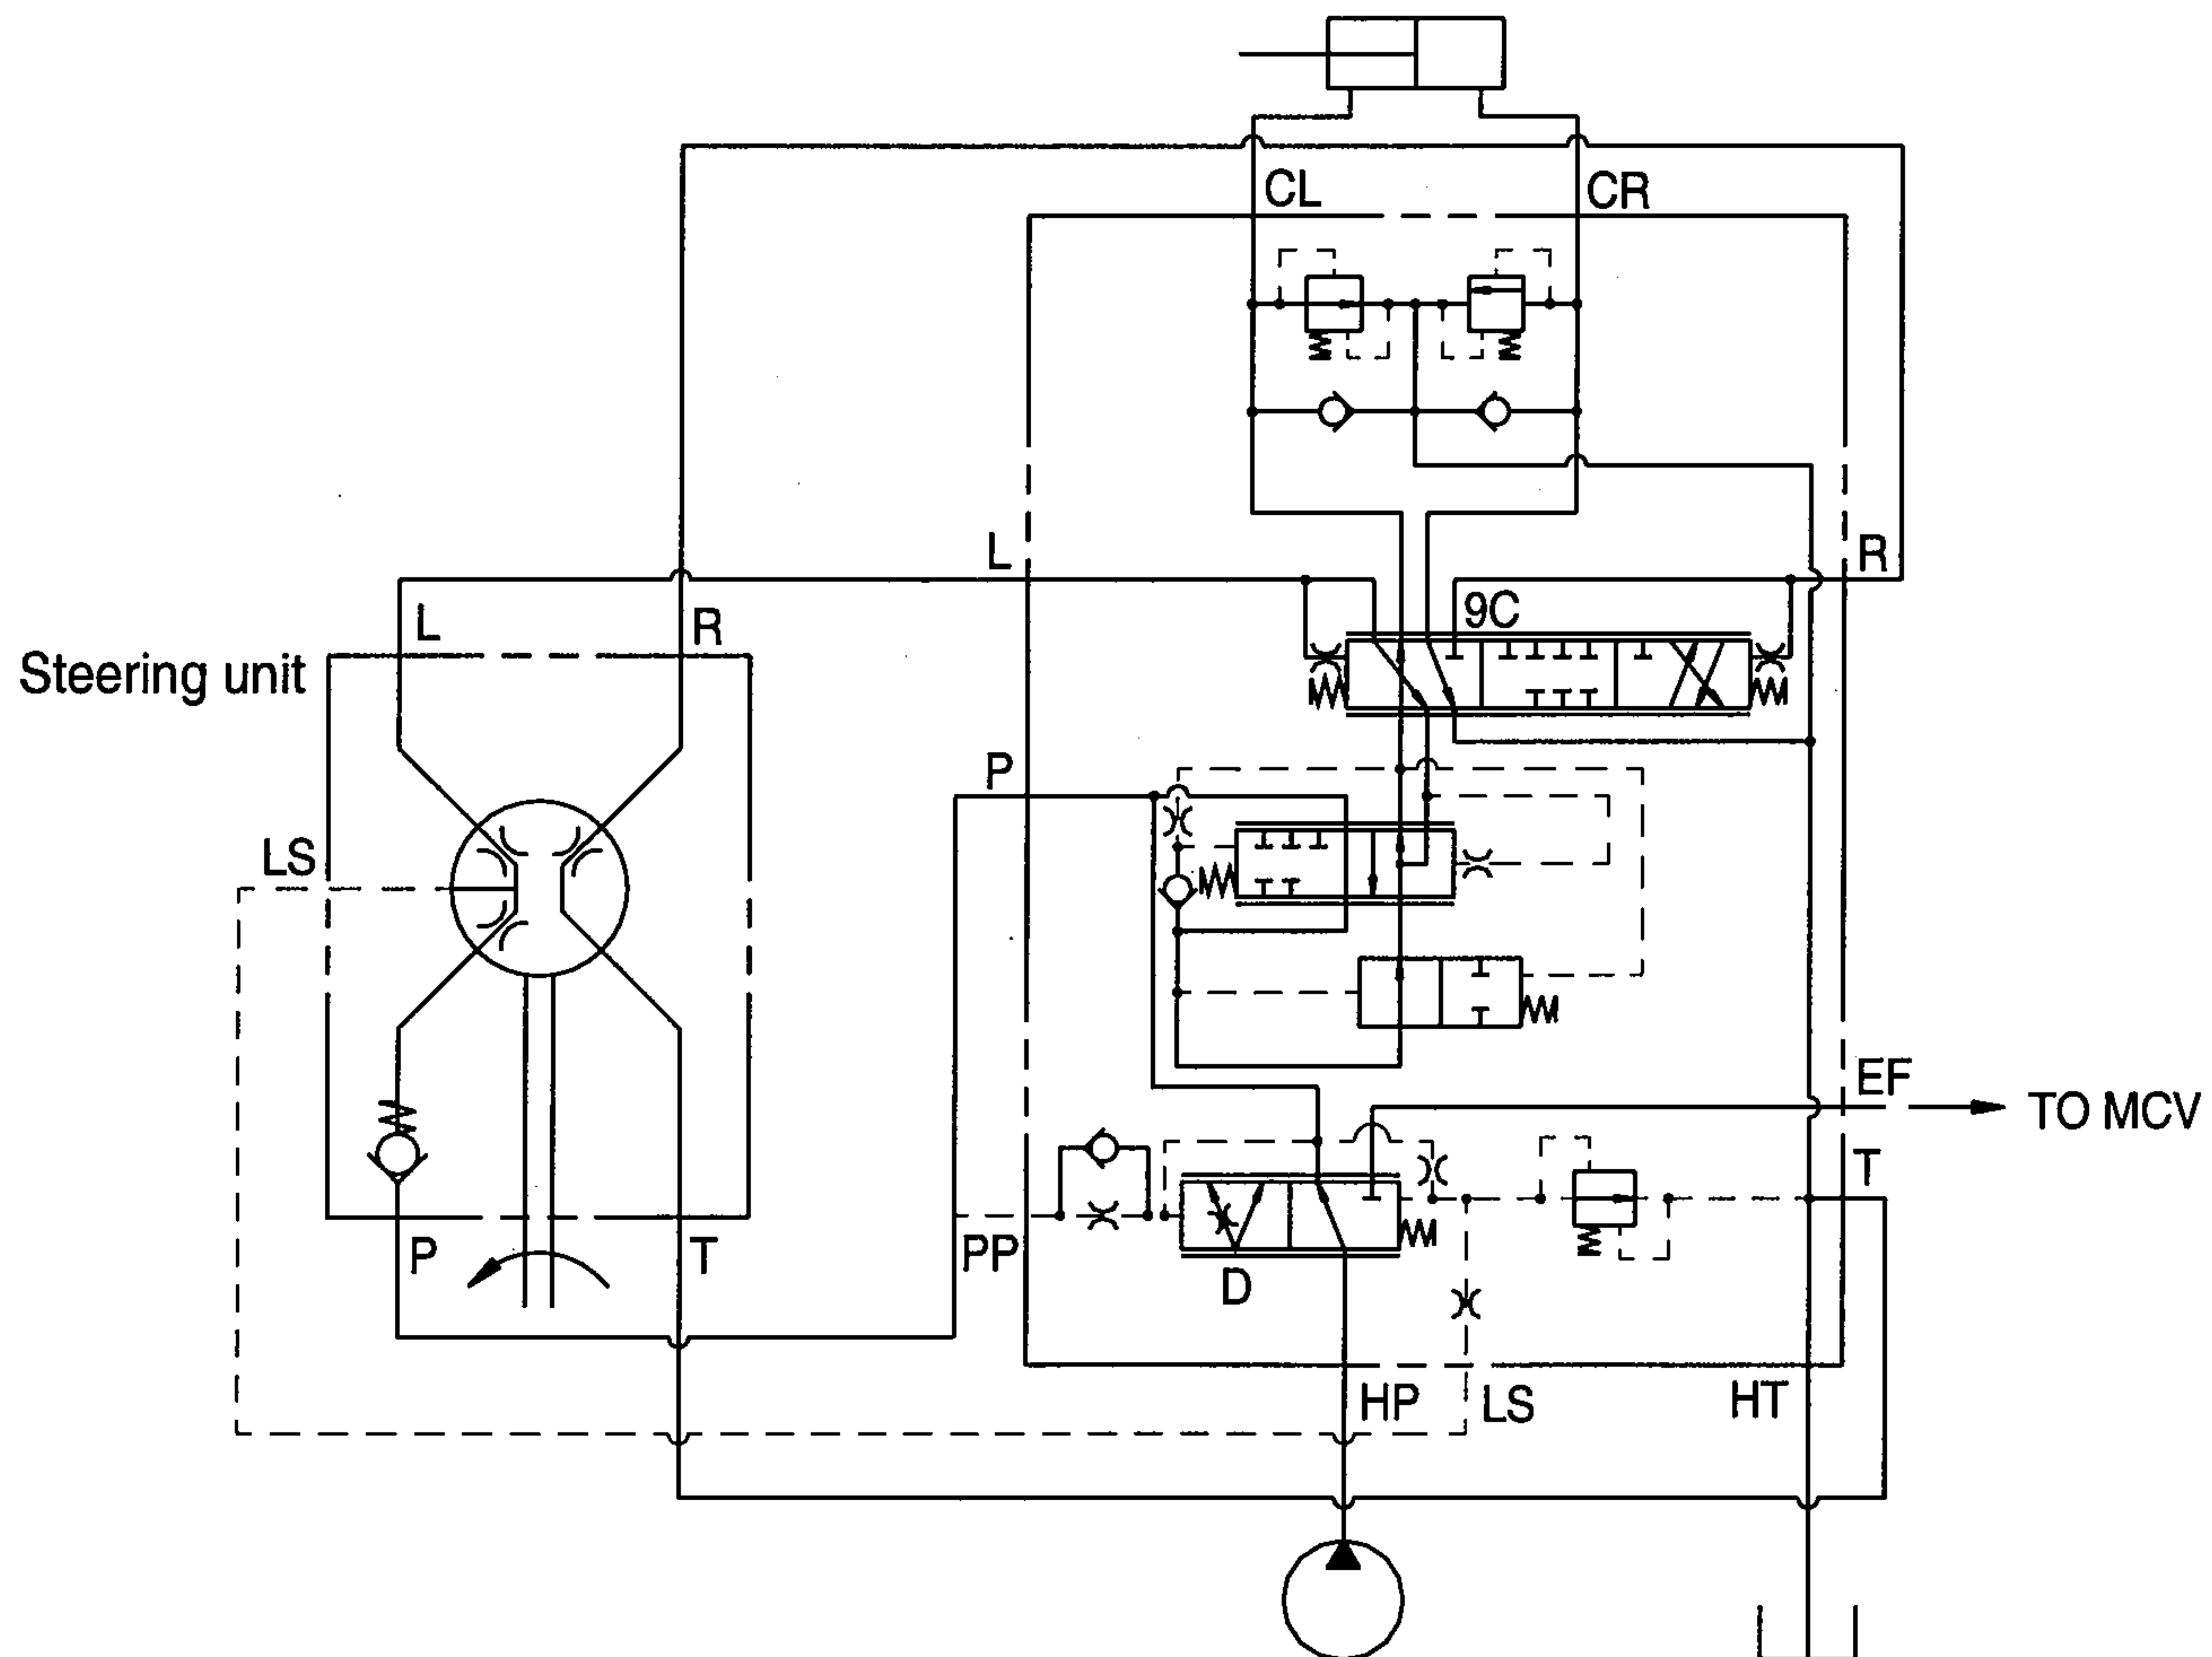 CL
CR
L
R
9C
L
R
Steering unit
P
LS
EF
TO MCV
T
PP
P
T
D
HP
LS
HT